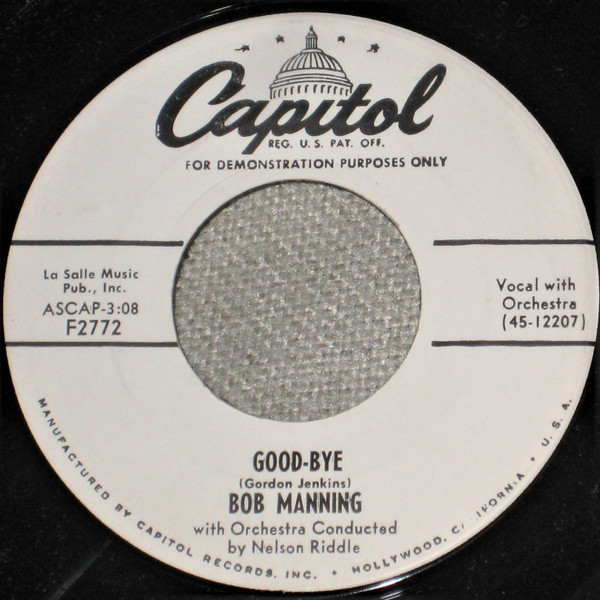 Capitol
REG. U. S. PAT. OFF.
FOR DEMONSTRATION PURPOSES ONLY
La Salle Music
Pub., Inc.
ASCAP-3:08
F2772
Vocal with
Orchestra
(45-12207)
GOOD-BYE
(Gordon Jenkins)
BOB MANNING
with Orchestra Conducted
by Nelson Riddle
MANUFACTURED BY CAPITOL RECORDS, INC. • HOLLYWOOD, C IFORNIA • U. S. A.